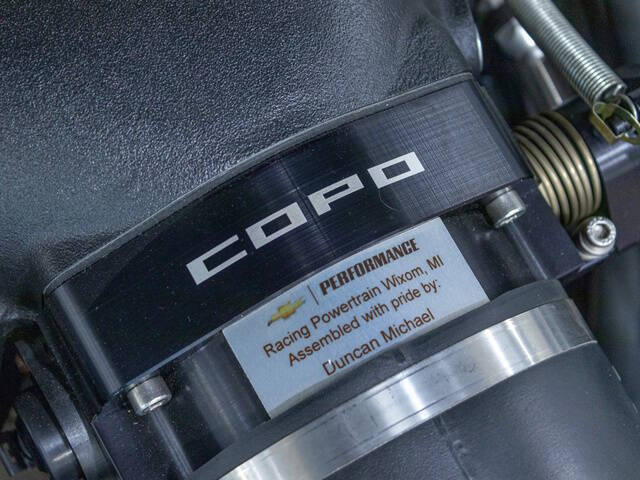 COPO
PERFORMANCE
Racing Powertrain Wixom, MI
Assembled with pride by:
Duncan Michael